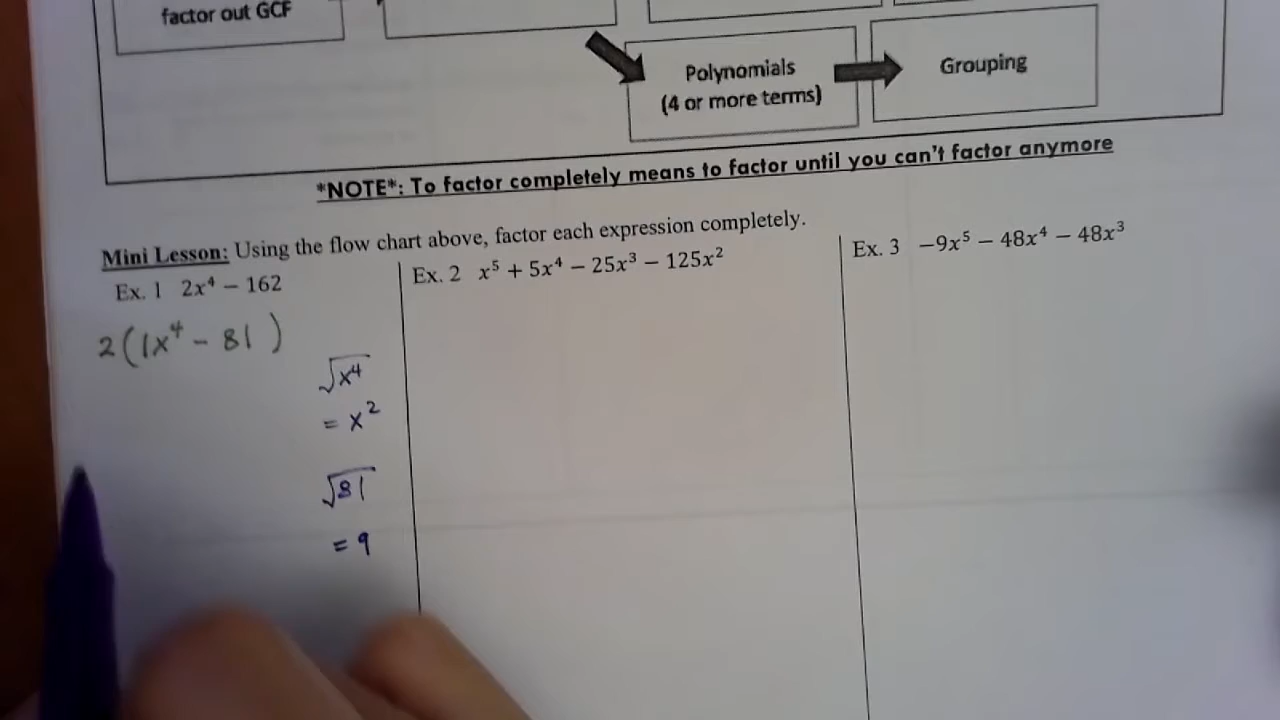 factor out GCF
Polynomials
(4 or more terms)
Grouping
*NOTE*: To factor completely means to factor until you can't factor anymore
Mini Lesson: Using the flow chart above, factor each expression completely.
Ex. 1 2x⁴ − 162
2(1x⁴ − 81)
√x⁴
= x²
√81
= 9
Ex. 2 x⁵ + 5x⁴ − 25x³ − 125x²
Ex. 3 −9x⁵ − 48x⁴ − 48x³